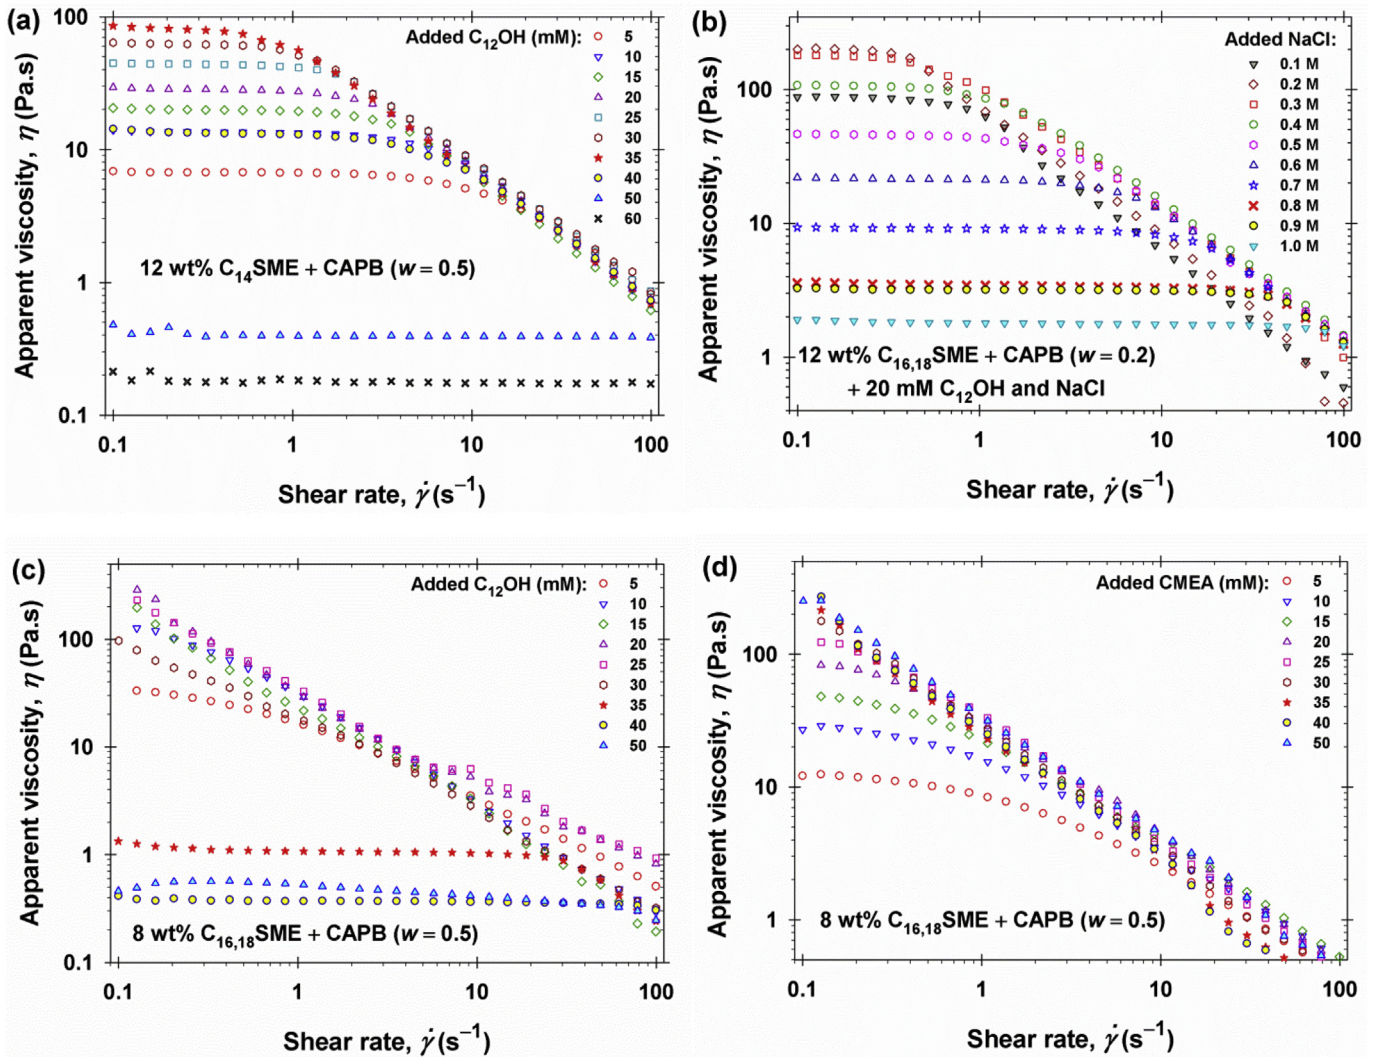 (a)
Apparent viscosity, η (Pa.s)
100
10
1
0.1
Added C₁₂OH (mM):
5
10
15
20
25
30
35
40
50
60
12 wt% C₁₄SME + CAPB (w = 0.5)
0.1
1
10
100
Shear rate, γ̇ (s⁻¹)
(b)
Apparent viscosity, η (Pa.s)
100
10
1
Added NaCl:
0.1 M
0.2 M
0.3 M
0.4 M
0.5 M
0.6 M
0.7 M
0.8 M
0.9 M
1.0 M
12 wt% C₁₆,₁₈SME + CAPB (w = 0.2)
+ 20 mM C₁₂OH and NaCl
0.1
1
10
100
Shear rate, γ̇ (s⁻¹)
(c)
Apparent viscosity, η (Pa.s)
100
10
1
0.1
Added C₁₂OH (mM):
5
10
15
20
25
30
35
40
50
8 wt% C₁₆,₁₈SME + CAPB (w = 0.5)
0.1
1
10
100
Shear rate, γ̇ (s⁻¹)
(d)
Apparent viscosity, η (Pa.s)
100
10
1
Added CMEA (mM):
5
10
15
20
25
30
35
40
50
8 wt% C₁₆,₁₈SME + CAPB (w = 0.5)
0.1
1
10
100
Shear rate, γ̇ (s⁻¹)